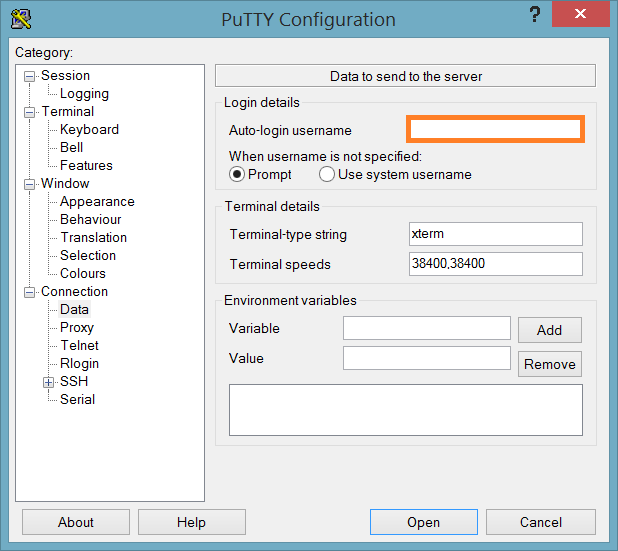 PuTTY Configuration
?
Category:
Session
Logging
Terminal
Keyboard
Bell
Features
Window
Appearance
Behaviour
Translation
Selection
Colours
Connection
Data
Proxy
Telnet
Rlogin
SSH
Serial
Data to send to the server
Login details
Auto-login username
When username is not specified:
Prompt Use system username
Terminal details
Terminal-type string xterm
Terminal speeds 38400,38400
Environment variables
Variable Add
Value Remove
About Help Open Cancel